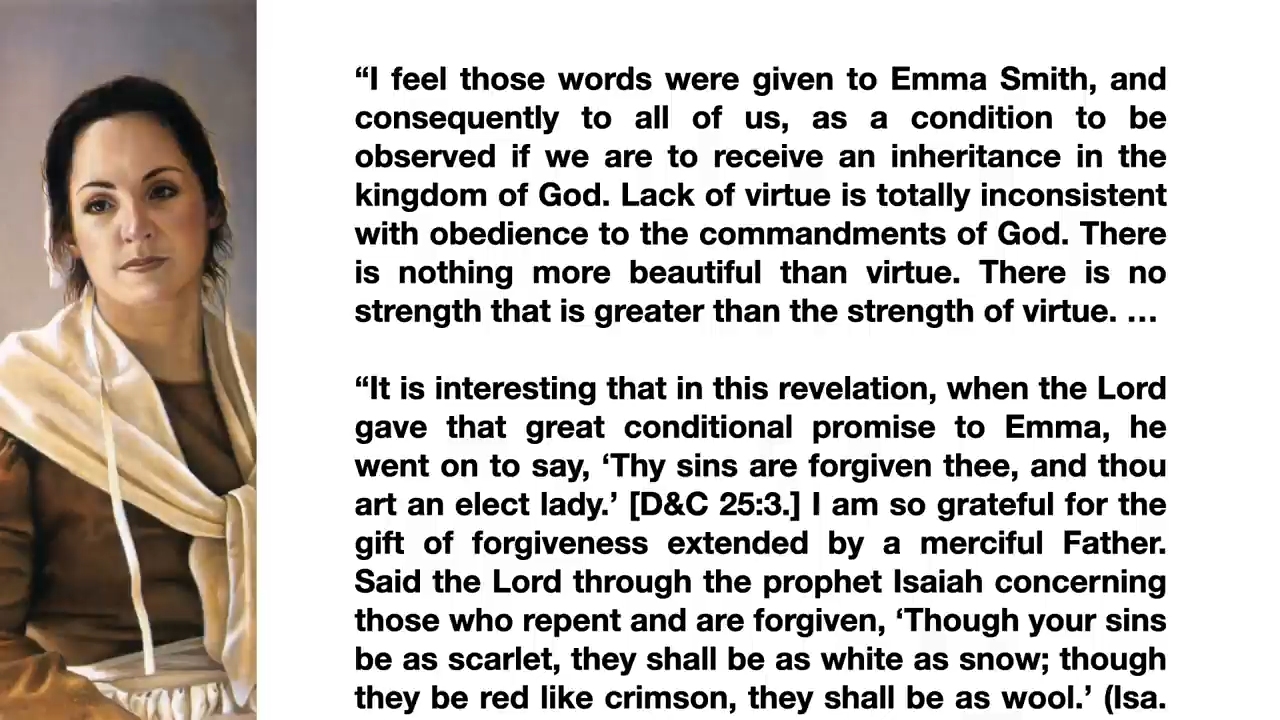 “I feel those words were given to Emma Smith, and
consequently to all of us, as a condition to be
observed if we are to receive an inheritance in the
kingdom of God. Lack of virtue is totally inconsistent
with obedience to the commandments of God. There
is nothing more beautiful than virtue. There is no
strength that is greater than the strength of virtue. …
“It is interesting that in this revelation, when the Lord
gave that great conditional promise to Emma, he
went on to say, ‘Thy sins are forgiven thee, and thou
art an elect lady.’ [D&C 25:3.] I am so grateful for the
gift of forgiveness extended by a merciful Father.
Said the Lord through the prophet Isaiah concerning
those who repent and are forgiven, ‘Though your sins
be as scarlet, they shall be as white as snow; though
they be red like crimson, they shall be as wool.’ (Isa.